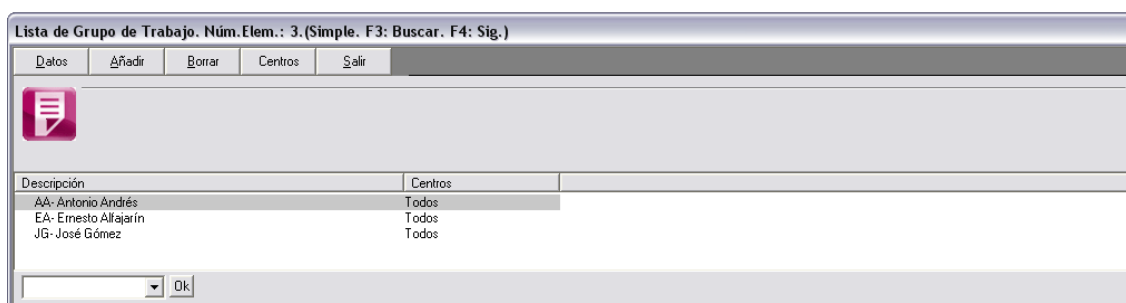 Lista de Grupo de Trabajo. Núm.Elem.: 3.(Simple. F3: Buscar. F4: Sig.)
Datos Añadir Borrar Centros Salir
Descripción Centros
AA- Antonio Andrés Todos
EA- Ernesto Alfajarín Todos
JG- José Gómez Todos
Ok